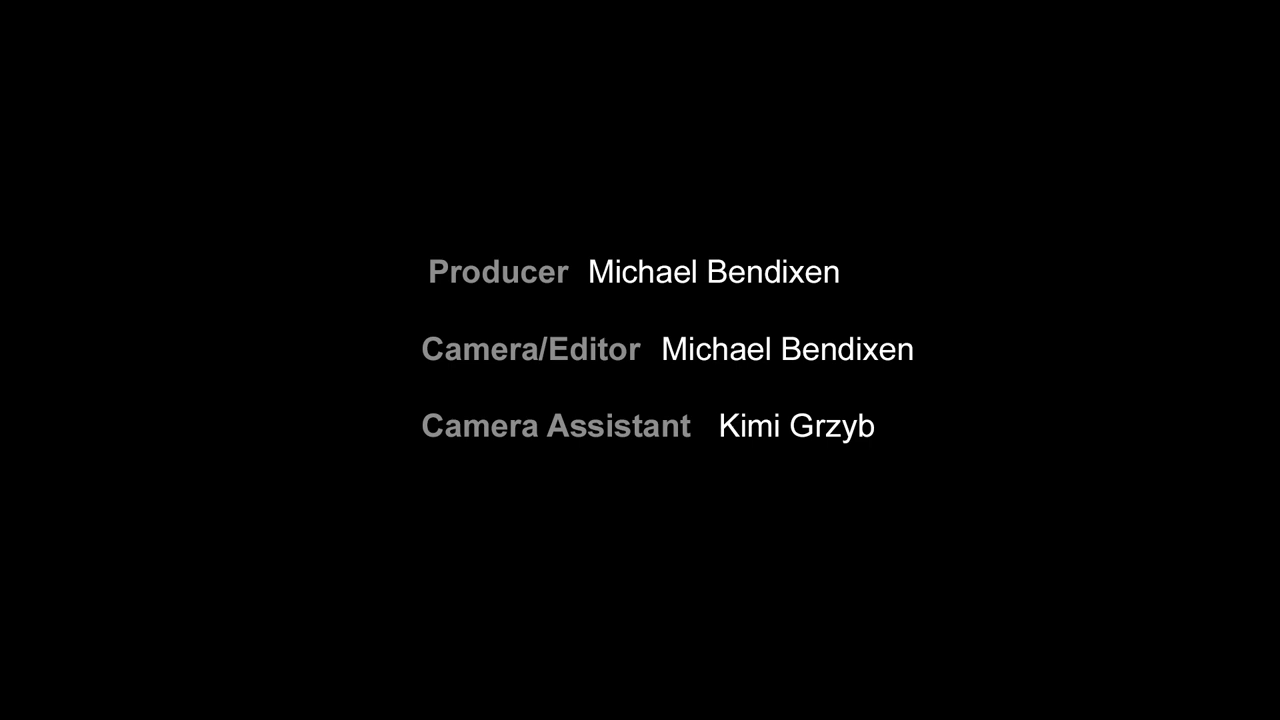 Producer Michael Bendixen
Camera/Editor Michael Bendixen
Camera Assistant Kimi Grzyb